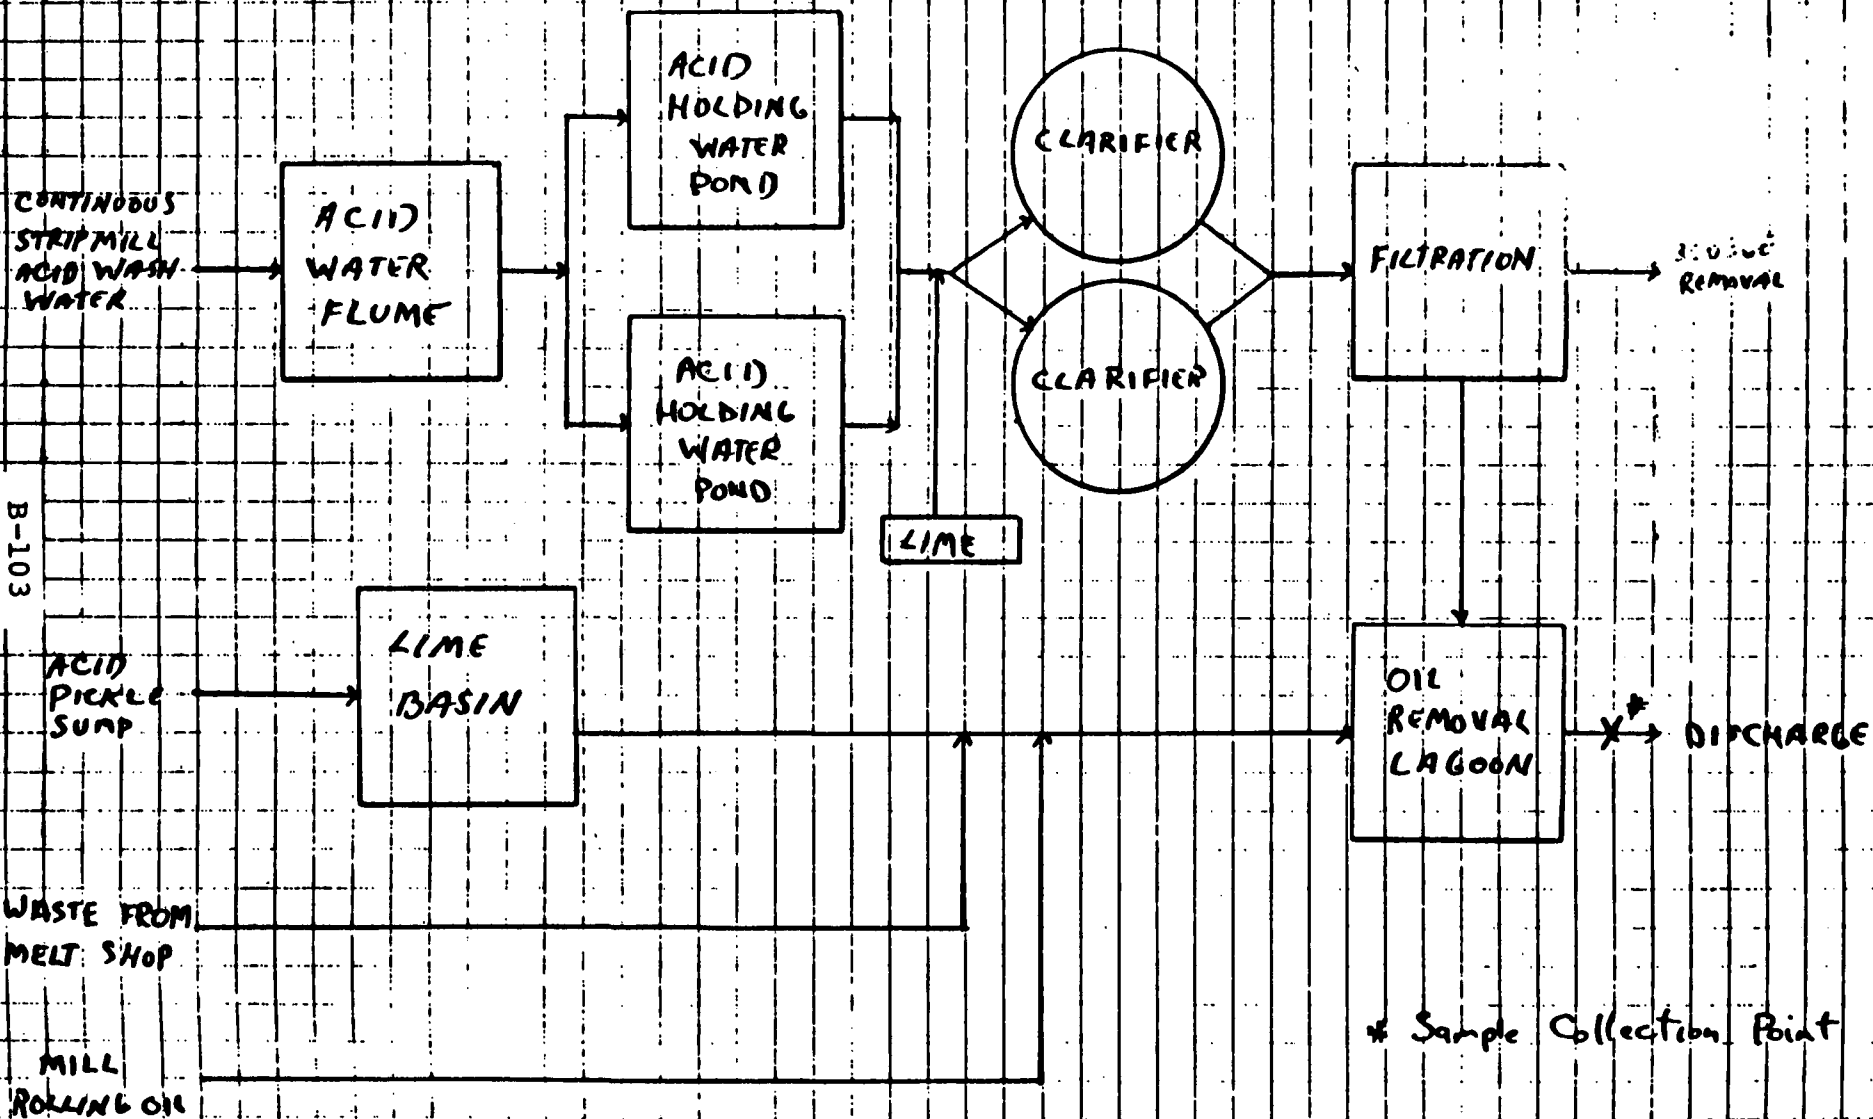 ACID
HOLDING
WATER
POND
CLARIFIER
CONTINUOUS
STRIP MILL
ACID WASH
WATER
ACID
WATER
FLUME
FILTRATION
REMOVAL
ACID
HOLDING
WATER
POND
CLARIFIER
LIME
B-103
ACID
PICKLE
SUMP
LIME
BASIN
OIL
REMOVAL
LAGOON
*
DISCHARGE
WASTE FROM
MELT SHOP
* Sample Collection Point
MILL
ROLLING OIL